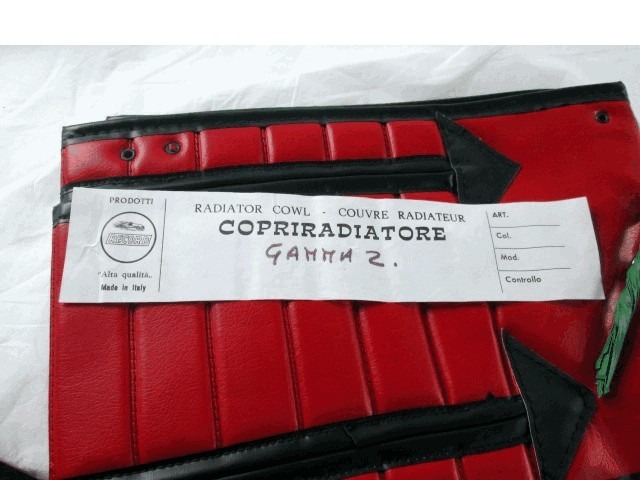 PRODOTTI
"Alta qualità„
Made in Italy
RADIATOR COWL - COUVRE RADIATEUR
COPRIRADIATORE
GAMMA 2.
ART.
Col.
Mod.
Controllo